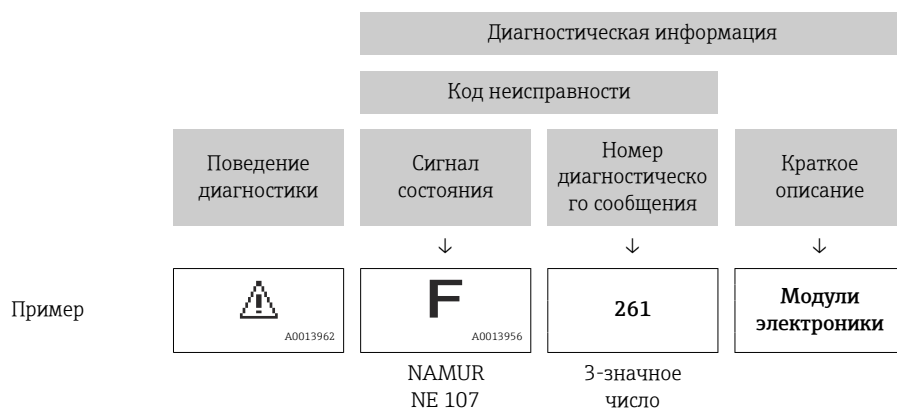 Диагностическая информация
Код неисправности
Поведение
диагностики
Сигнал
состояния
Номер
диагностическо
го сообщения
Краткое
описание
↓ ↓ ↓
Пример
A0013962
F
A0013956
261
Модули
электроники
NAMUR
NE 107
3-значное
число